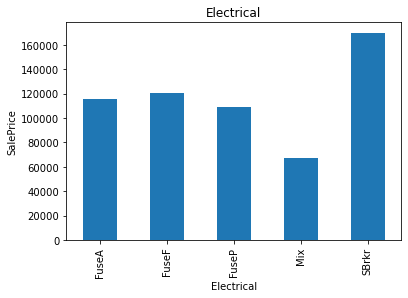 Electrical
SalePrice
160000
140000
120000
100000
80000
60000
40000
20000
0
FuseA
FuseF
FuseP
Mix
SBrkr
Electrical